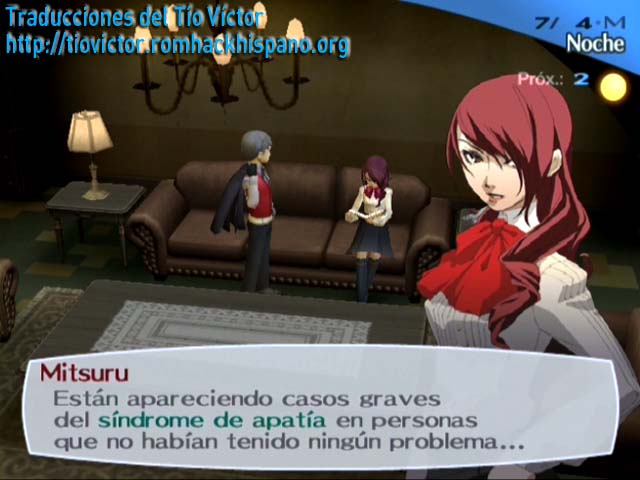 Traducciones del Tío Víctor
http://tiovictor.romhackhispano.org
7/ 4·M
Noche
Próx.: 2
Mitsuru
Están apareciendo casos graves
del síndrome de apatía en personas
que no habían tenido ningún problema...